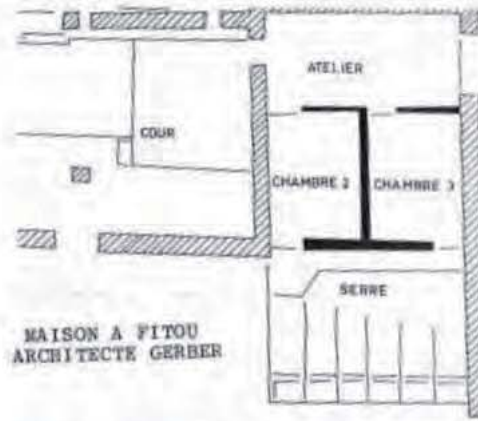 ATELIER
COUR
CHAMBRE 2 CHAMBRE 3
SERRE
MAISON A FITOU
ARCHITECTE GERBER